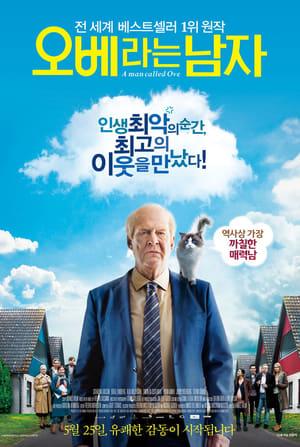 전 세계 베스트셀러 1위 원작
오베라는 남자
A man called Ove
인생 최악의 순간,
최고의
이웃을 만났다!
역사상 가장
까칠한
매력남
5월 25일, 유쾌한 감동이 시작됩니다